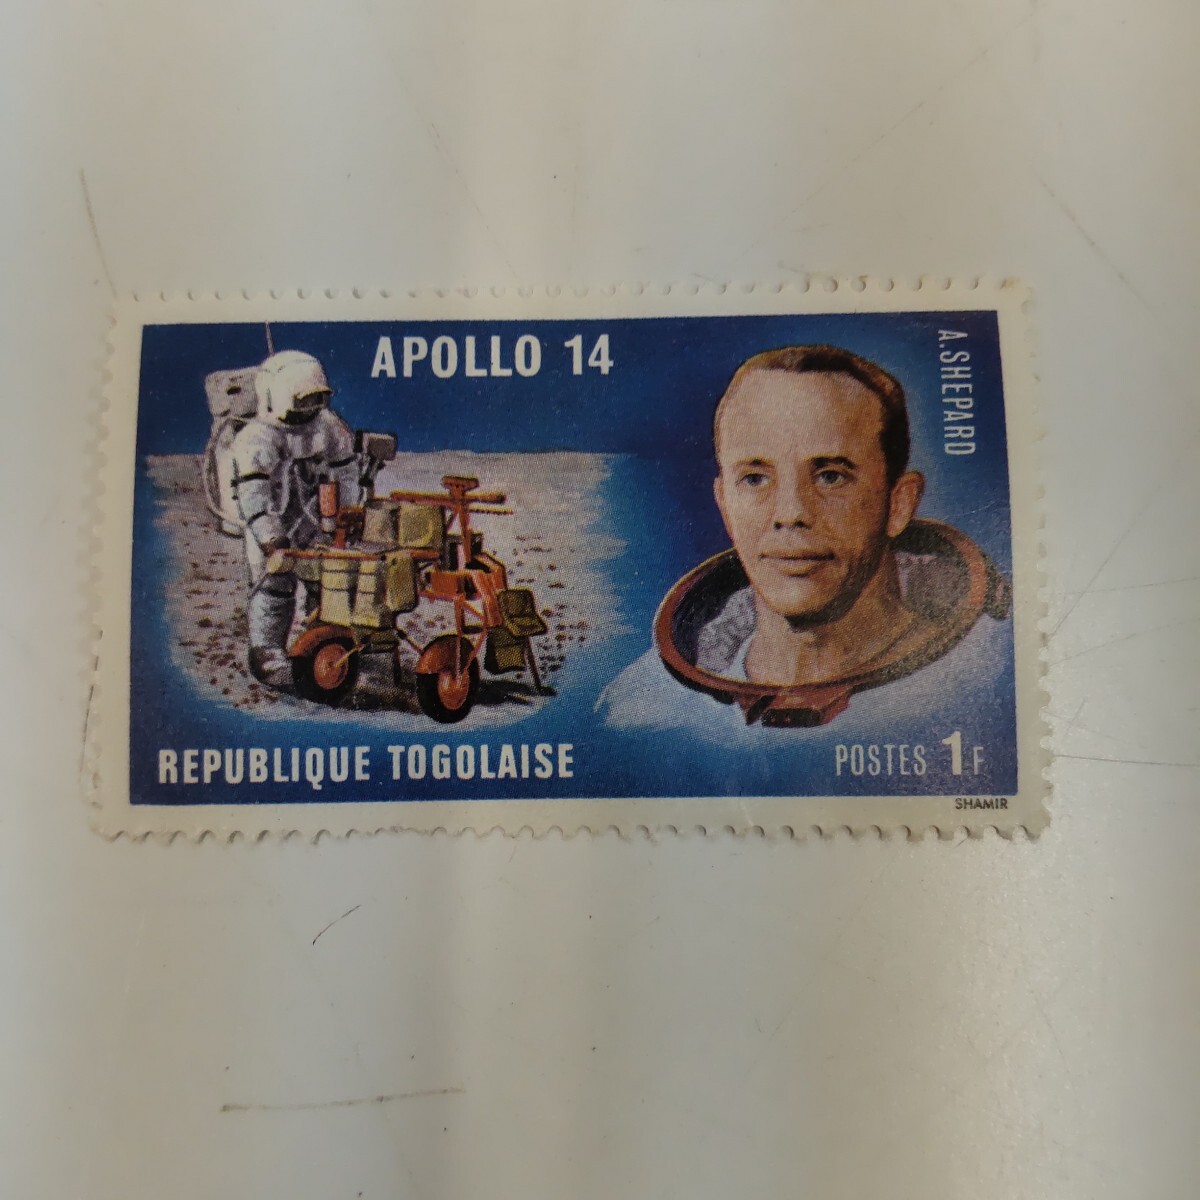 APOLLO 14
A.SHEPARD
REPUBLIQUE TOGOLAISE
POSTES 1F
SHAMIR